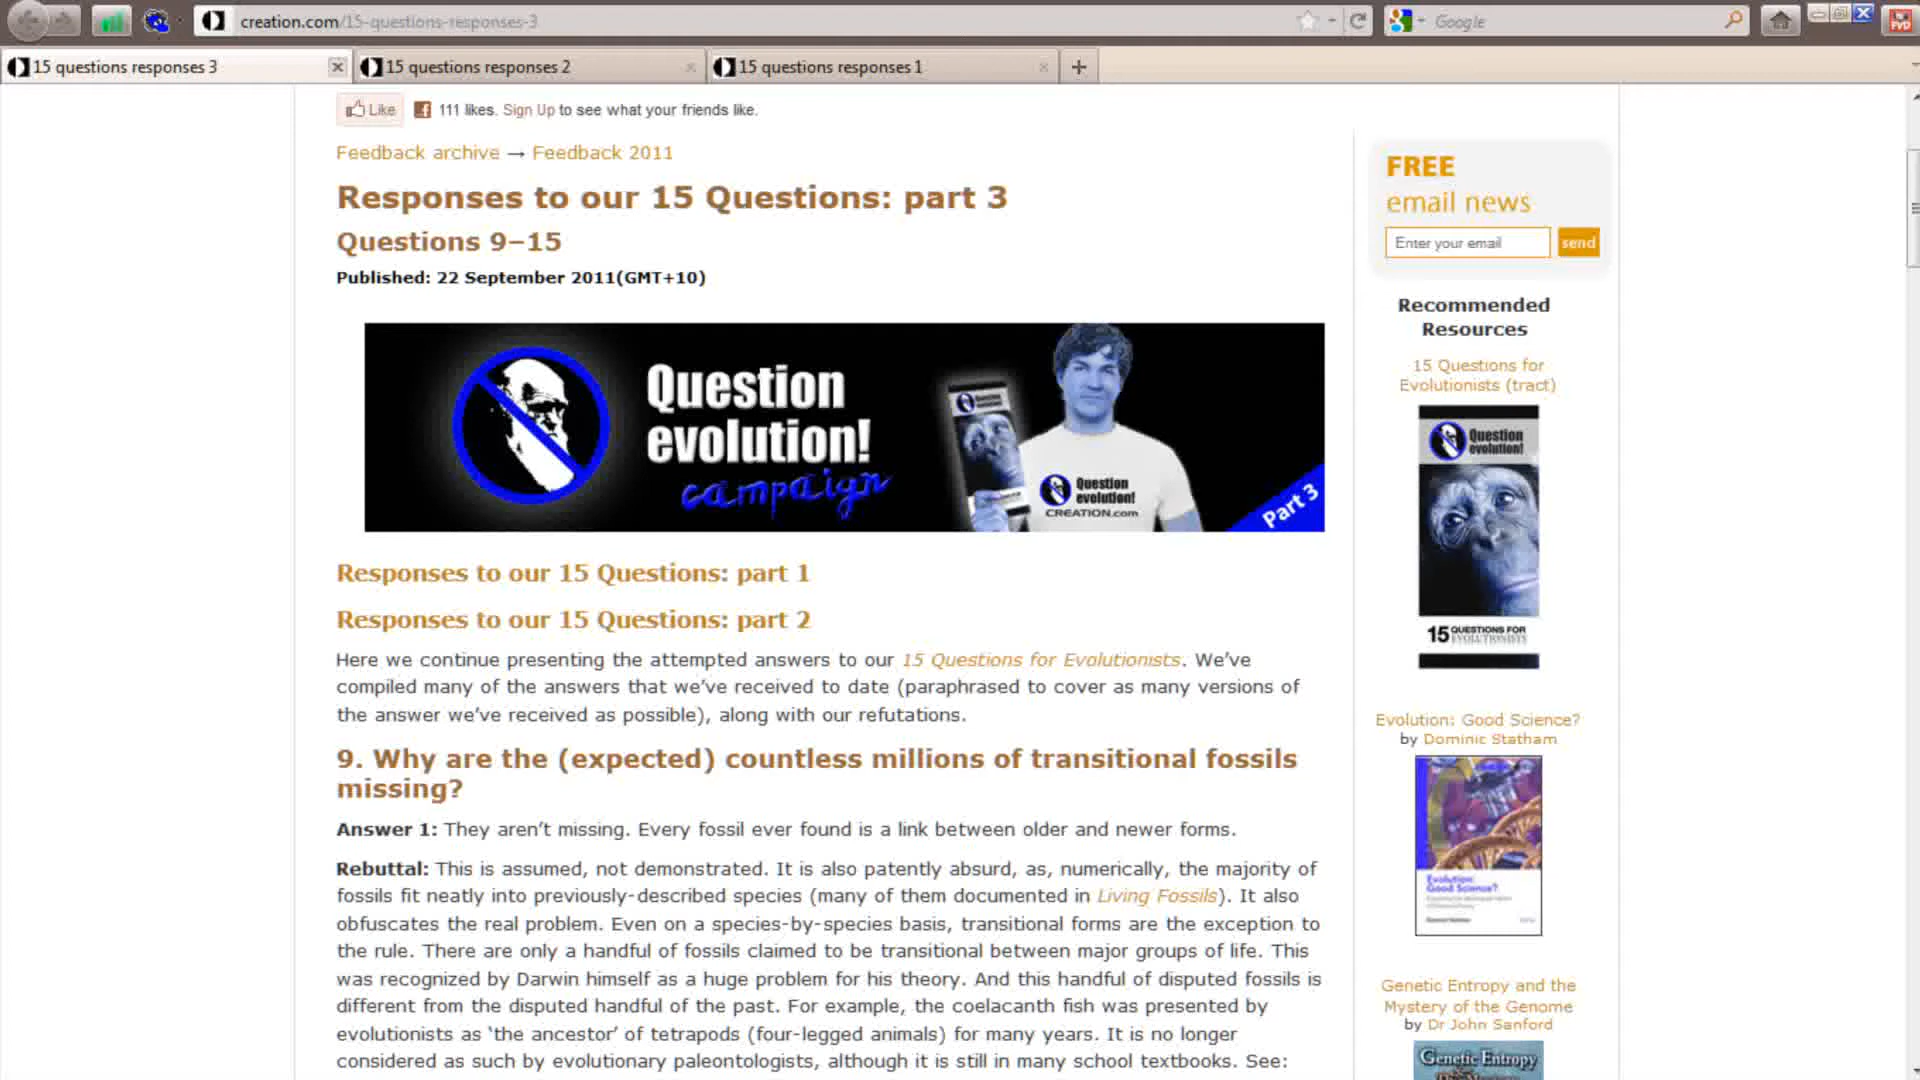 creation.com/15-questions-responses-3
Google
15 questions responses 3
15 questions responses 2
15 questions responses 1
Like
111 likes. Sign Up to see what your friends like.
Feedback archive → Feedback 2011
Responses to our 15 Questions: part 3
Questions 9–15
Published: 22 September 2011(GMT+10)
Question
evolution!
campaign
Question
evolution!
CREATION.com
Part 3
Responses to our 15 Questions: part 1
Responses to our 15 Questions: part 2
Here we continue presenting the attempted answers to our 15 Questions for Evolutionists. We’ve
compiled many of the answers that we’ve received to date (paraphrased to cover as many versions of
the answer we’ve received as possible), along with our refutations.
9. Why are the (expected) countless millions of transitional fossils
missing?
Answer 1: They aren’t missing. Every fossil ever found is a link between older and newer forms.
Rebuttal: This is assumed, not demonstrated. It is also patently absurd, as, numerically, the majority of
fossils fit neatly into previously-described species (many of them documented in Living Fossils). It also
obfuscates the real problem. Even on a species-by-species basis, transitional forms are the exception to
the rule. There are only a handful of fossils claimed to be transitional between major groups of life. This
was recognized by Darwin himself as a huge problem for his theory. And this handful of disputed fossils is
different from the disputed handful of the past. For example, the coelacanth fish was presented by
evolutionists as ‘the ancestor’ of tetrapods (four-legged animals) for many years. It is no longer
considered as such by evolutionary paleontologists, although it is still in many school textbooks. See:
FREE
email news
Enter your email
send
Recommended
Resources
15 Questions for
Evolutionists (tract)
Question
evolution!
15 QUESTIONS FOR
EVOLUTIONISTS
Evolution: Good Science?
by Dominic Statham
Evolution:
Good Science?
Genetic Entropy and the
Mystery of the Genome
by Dr John Sanford
Genetic Entropy